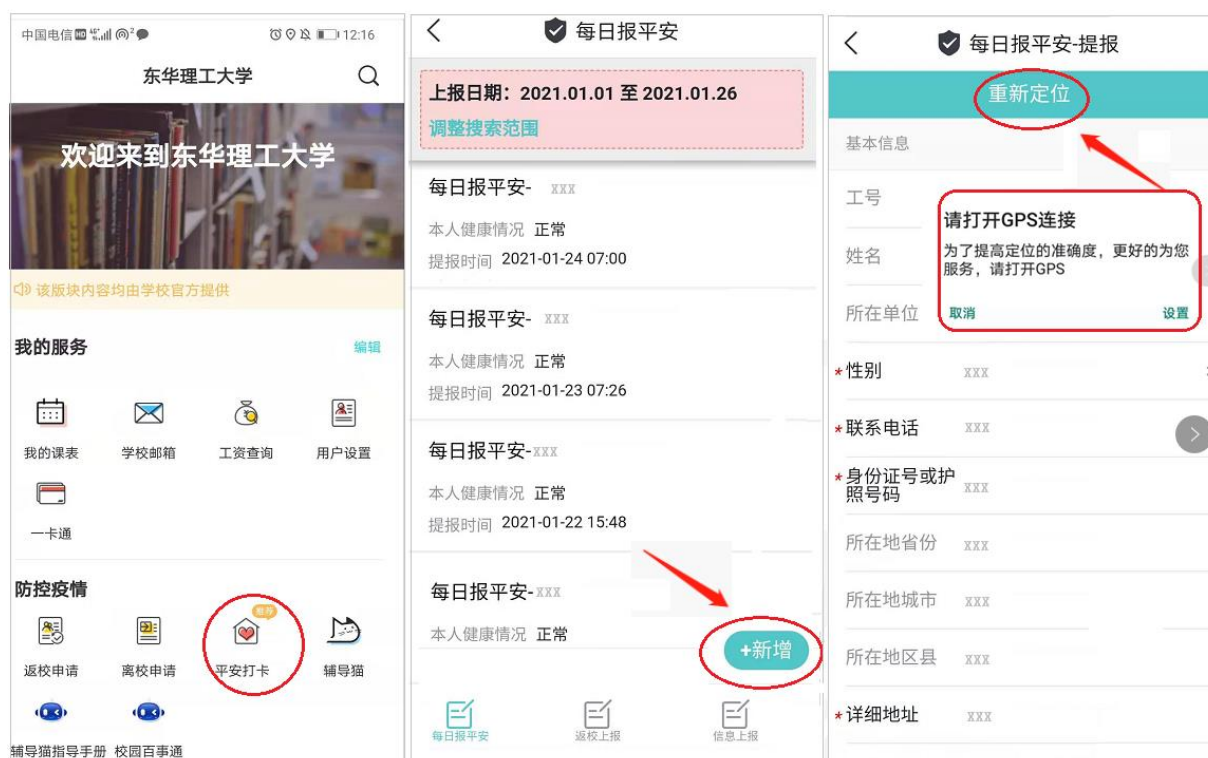 中国电信 HD 46
12:16
东华理工大学
欢迎来到东华理工大学
该版块内容均由学校官方提供
我的服务 编辑
我的课表 学校邮箱 工资查询 用户设置
一卡通
防控疫情
推荐
返校申请 离校申请 平安打卡 辅导猫
辅导猫指导手册 校园百事通
每日报平安
上报日期：2021.01.01 至 2021.01.26
调整搜索范围
每日报平安- xxx
本人健康情况 正常
提报时间 2021-01-24 07:00
每日报平安- xxx
本人健康情况 正常
提报时间 2021-01-23 07:26
每日报平安-xxx
本人健康情况 正常
提报时间 2021-01-22 15:48
每日报平安-xxx
本人健康情况 正常
+新增
每日报平安 返校上报 信息上报
每日报平安-提报
重新定位
基本信息
工号
姓名
所在单位
请打开GPS连接
为了提高定位的准确度，更好的为您
服务，请打开GPS
取消 设置
*性别 xxx
*联系电话 xxx
*身份证号或护
照号码 xxx
所在地省份 xxx
所在地城市 xxx
所在地区县 xxx
*详细地址 xxx